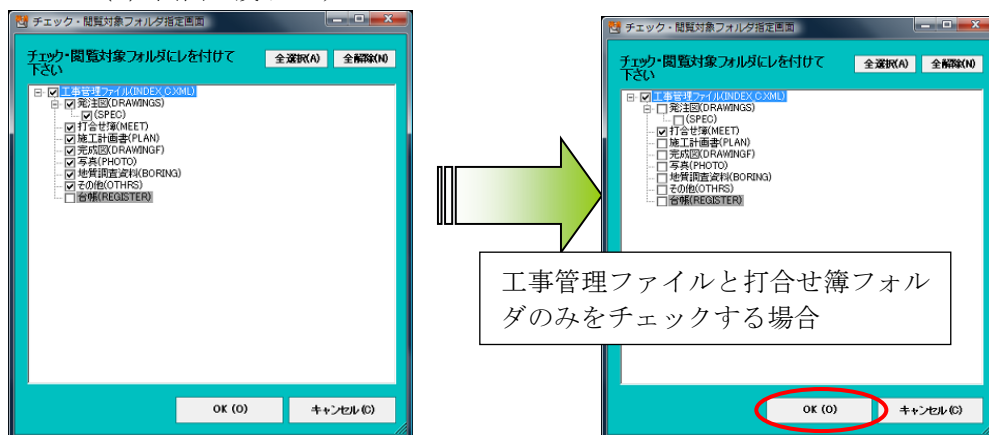 チェック・閲覧対象フォルダ指定画面
チェック・閲覧対象フォルダにレを付けて
下さい
全選択(A)
全解除(N)
工事管理ファイル(INDEX_C.XML)
発注図(DRAWINGS)
(SPEC)
打合せ簿(MEET)
施工計画書(PLAN)
完成図(DRAWINGF)
写真(PHOTO)
地質調査資料(BORING)
その他(OTHRS)
台帳(REGISTER)
OK (O)
キャンセル(C)
チェック・閲覧対象フォルダ指定画面
チェック・閲覧対象フォルダにレを付けて
下さい
全選択(A)
全解除(N)
工事管理ファイル(INDEX_C.XML)
発注図(DRAWINGS)
(SPEC)
打合せ簿(MEET)
施工計画書(PLAN)
完成図(DRAWINGF)
写真(PHOTO)
地質調査資料(BORING)
その他(OTHRS)
台帳(REGISTER)
工事管理ファイルと打合せ簿フォル
ダのみをチェックする場合
OK (O)
キャンセル(C)